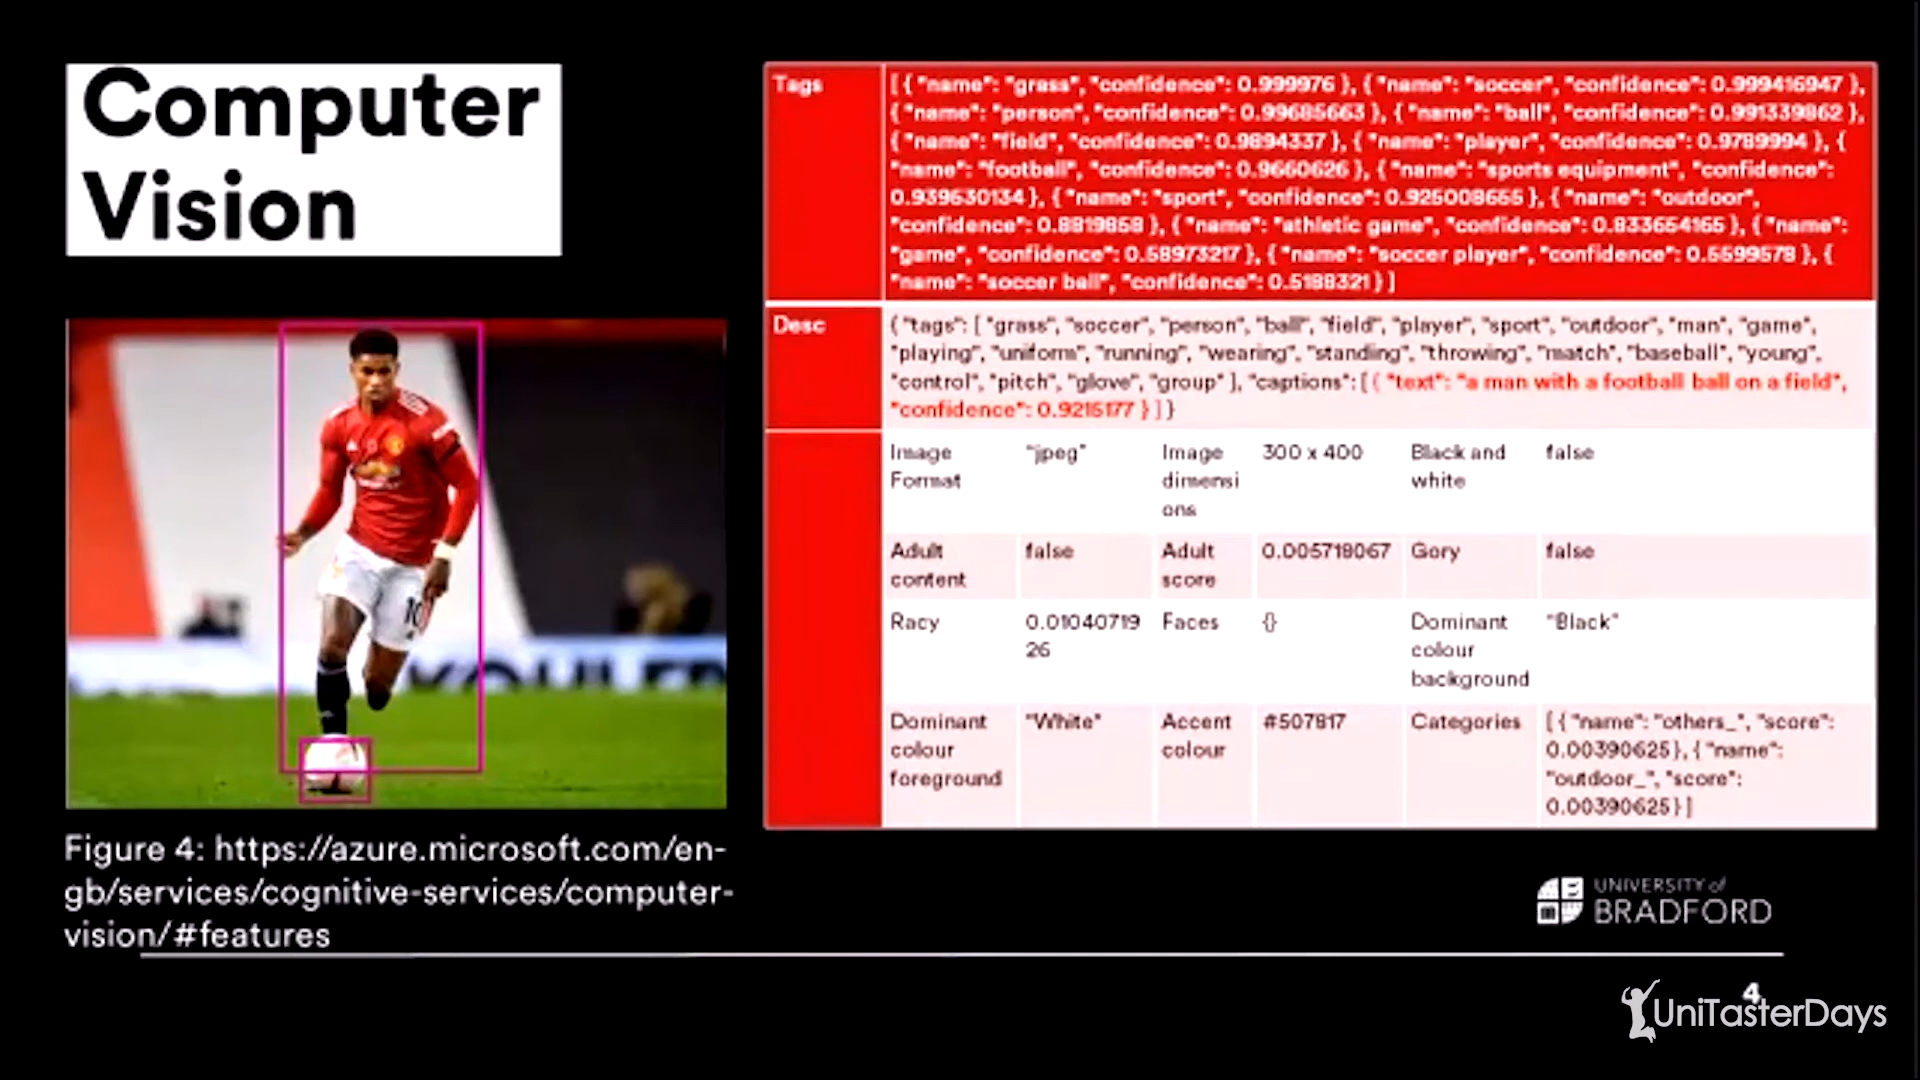 Computer
Vision
Tags
[ { "name": "grass", "confidence": 0.999976 }, { "name": "soccer", "confidence": 0.999416947 },
{ "name": "person", "confidence": 0.99685663 }, { "name": "ball", "confidence": 0.991339862 },
{ "name": "field", "confidence": 0.9894337 }, { "name": "player", "confidence": 0.9789994 }, {
"name": "football", "confidence": 0.9660626 }, { "name": "sports equipment", "confidence":
0.939630134 }, { "name": "sport", "confidence": 0.925008655 }, { "name": "outdoor",
"confidence": 0.8819858 }, { "name": "athletic game", "confidence": 0.833654165 }, { "name":
"game", "confidence": 0.58973217 }, { "name": "soccer player", "confidence": 0.5599578 }, {
"name": "soccer ball", "confidence": 0.5188321 } ]
Desc
{ "tags": [ "grass", "soccer", "person", "ball", "field", "player", "sport", "outdoor", "man", "game",
"playing", "uniform", "running", "wearing", "standing", "throwing", "match", "baseball", "young",
"control", "pitch", "glove", "group" ], "captions": [ { "text": "a man with a football ball on a field",
"confidence": 0.9215177 } ] }
Image
Format
"jpeg"
Image
dimensi
ons
300 x 400
Black and
white
false
Adult
content
false
Adult
score
0.005718067
Gory
false
Racy
0.01040719
26
Faces
{}
Dominant
colour
background
"Black"
Dominant
colour
foreground
"White"
Accent
colour
#507817
Categories
[ { "name": "others_", "score":
0.00390625 }, { "name":
"outdoor_", "score":
0.00390625 } ]
10
Figure 4: https://azure.microsoft.com/en-
gb/services/cognitive-services/computer-
vision/#features
UNIVERSITY of
BRADFORD
4
UniTasterDays